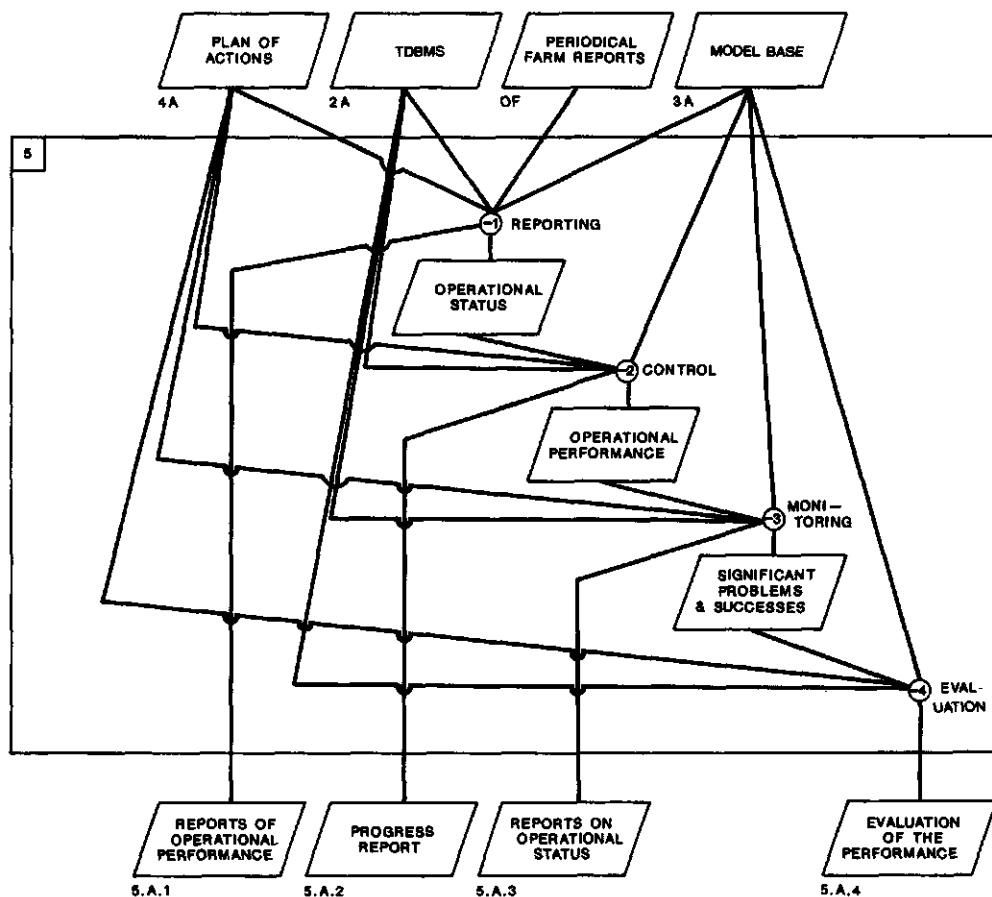 PLAN OF
ACTIONS
TDBMS
PERIODICAL
FARM REPORTS
MODEL BASE
4A
2A
OF
3A
5
-1 REPORTING
OPERATIONAL
STATUS
-2 CONTROL
OPERATIONAL
PERFORMANCE
-3 MONI-
TORING
SIGNIFICANT
PROBLEMS
& SUCCESSES
-4 EVAL-
UATION
REPORTS OF
OPERATIONAL
PERFORMANCE
PROGRESS
REPORT
REPORTS ON
OPERATIONAL
STATUS
EVALUATION
OF THE
PERFORMANCE
5.A.1
5.A.2
5.A.3
5.A.4